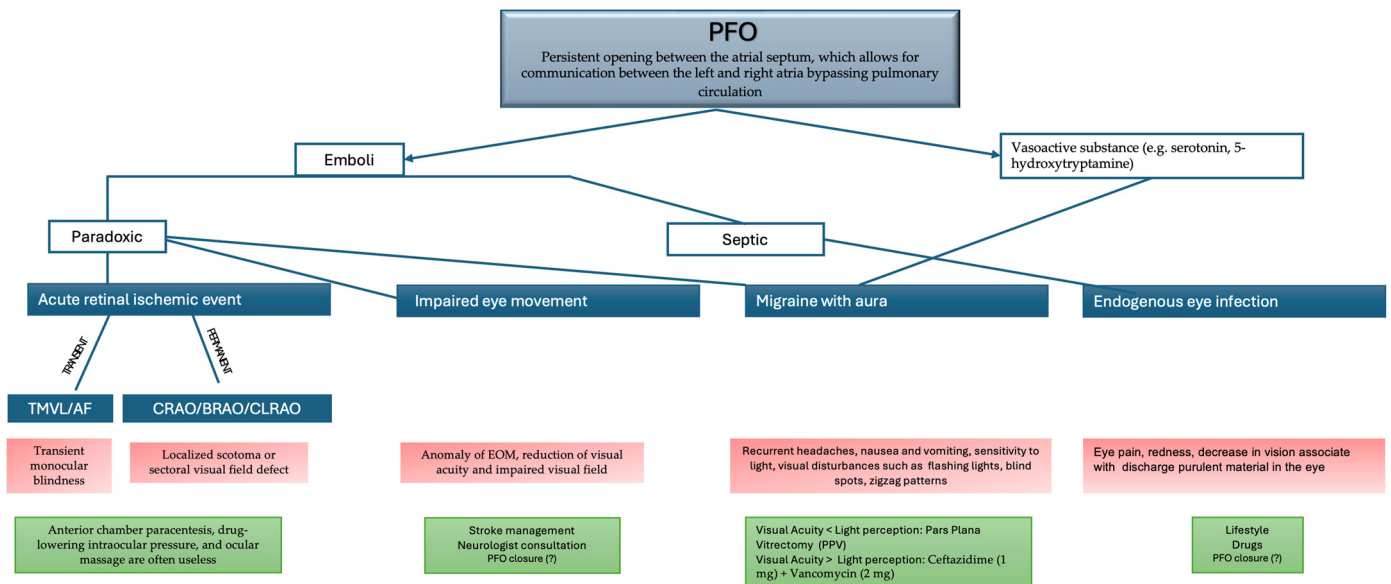 PFO
Persistent opening between the atrial septum, which allows for
communication between the left and right atria bypassing pulmonary
circulation
Emboli
Vasoactive substance (e.g. serotonin, 5-
hydroxytryptamine)
Paradoxic
Septic
Acute retinal ischemic event
Impaired eye movement
Migraine with aura
Endogenous eye infection
TRANSIENT
PERMANENT
TMVL/AF
CRAO/BRAO/CLRAO
Transient
monocular
blindness
Localized scotoma or
sectoral visual field defect
Anomaly of EOM, reduction of visual
acuity and impaired visual field
Recurrent headaches, nausea and vomiting, sensitivity to
light, visual disturbances such as flashing lights, blind
spots, zigzag patterns
Eye pain, redness, decrease in vision associate
with discharge purulent material in the eye
Anterior chamber paracentesis, drug-
lowering intraocular pressure, and ocular
massage are often useless
Stroke management
Neurologist consultation
PFO closure (?)
Visual Acuity < Light perception: Pars Plana
Vitrectomy (PPV)
Visual Acuity > Light perception: Ceftazidime (1
mg) + Vancomycin (2 mg)
Lifestyle
Drugs
PFO closure (?)